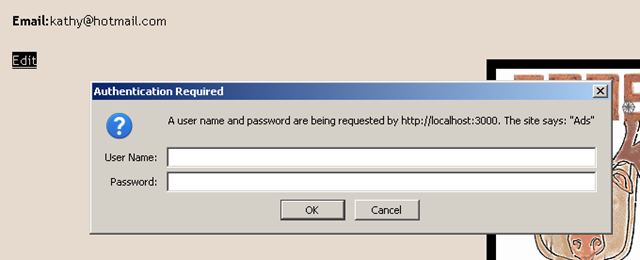 Email:kathy@hotmail.com
Edit
Authentication Required
A user name and password are being requested by http://localhost:3000. The site says: "Ads"
User Name:
Password:
OK
Cancel